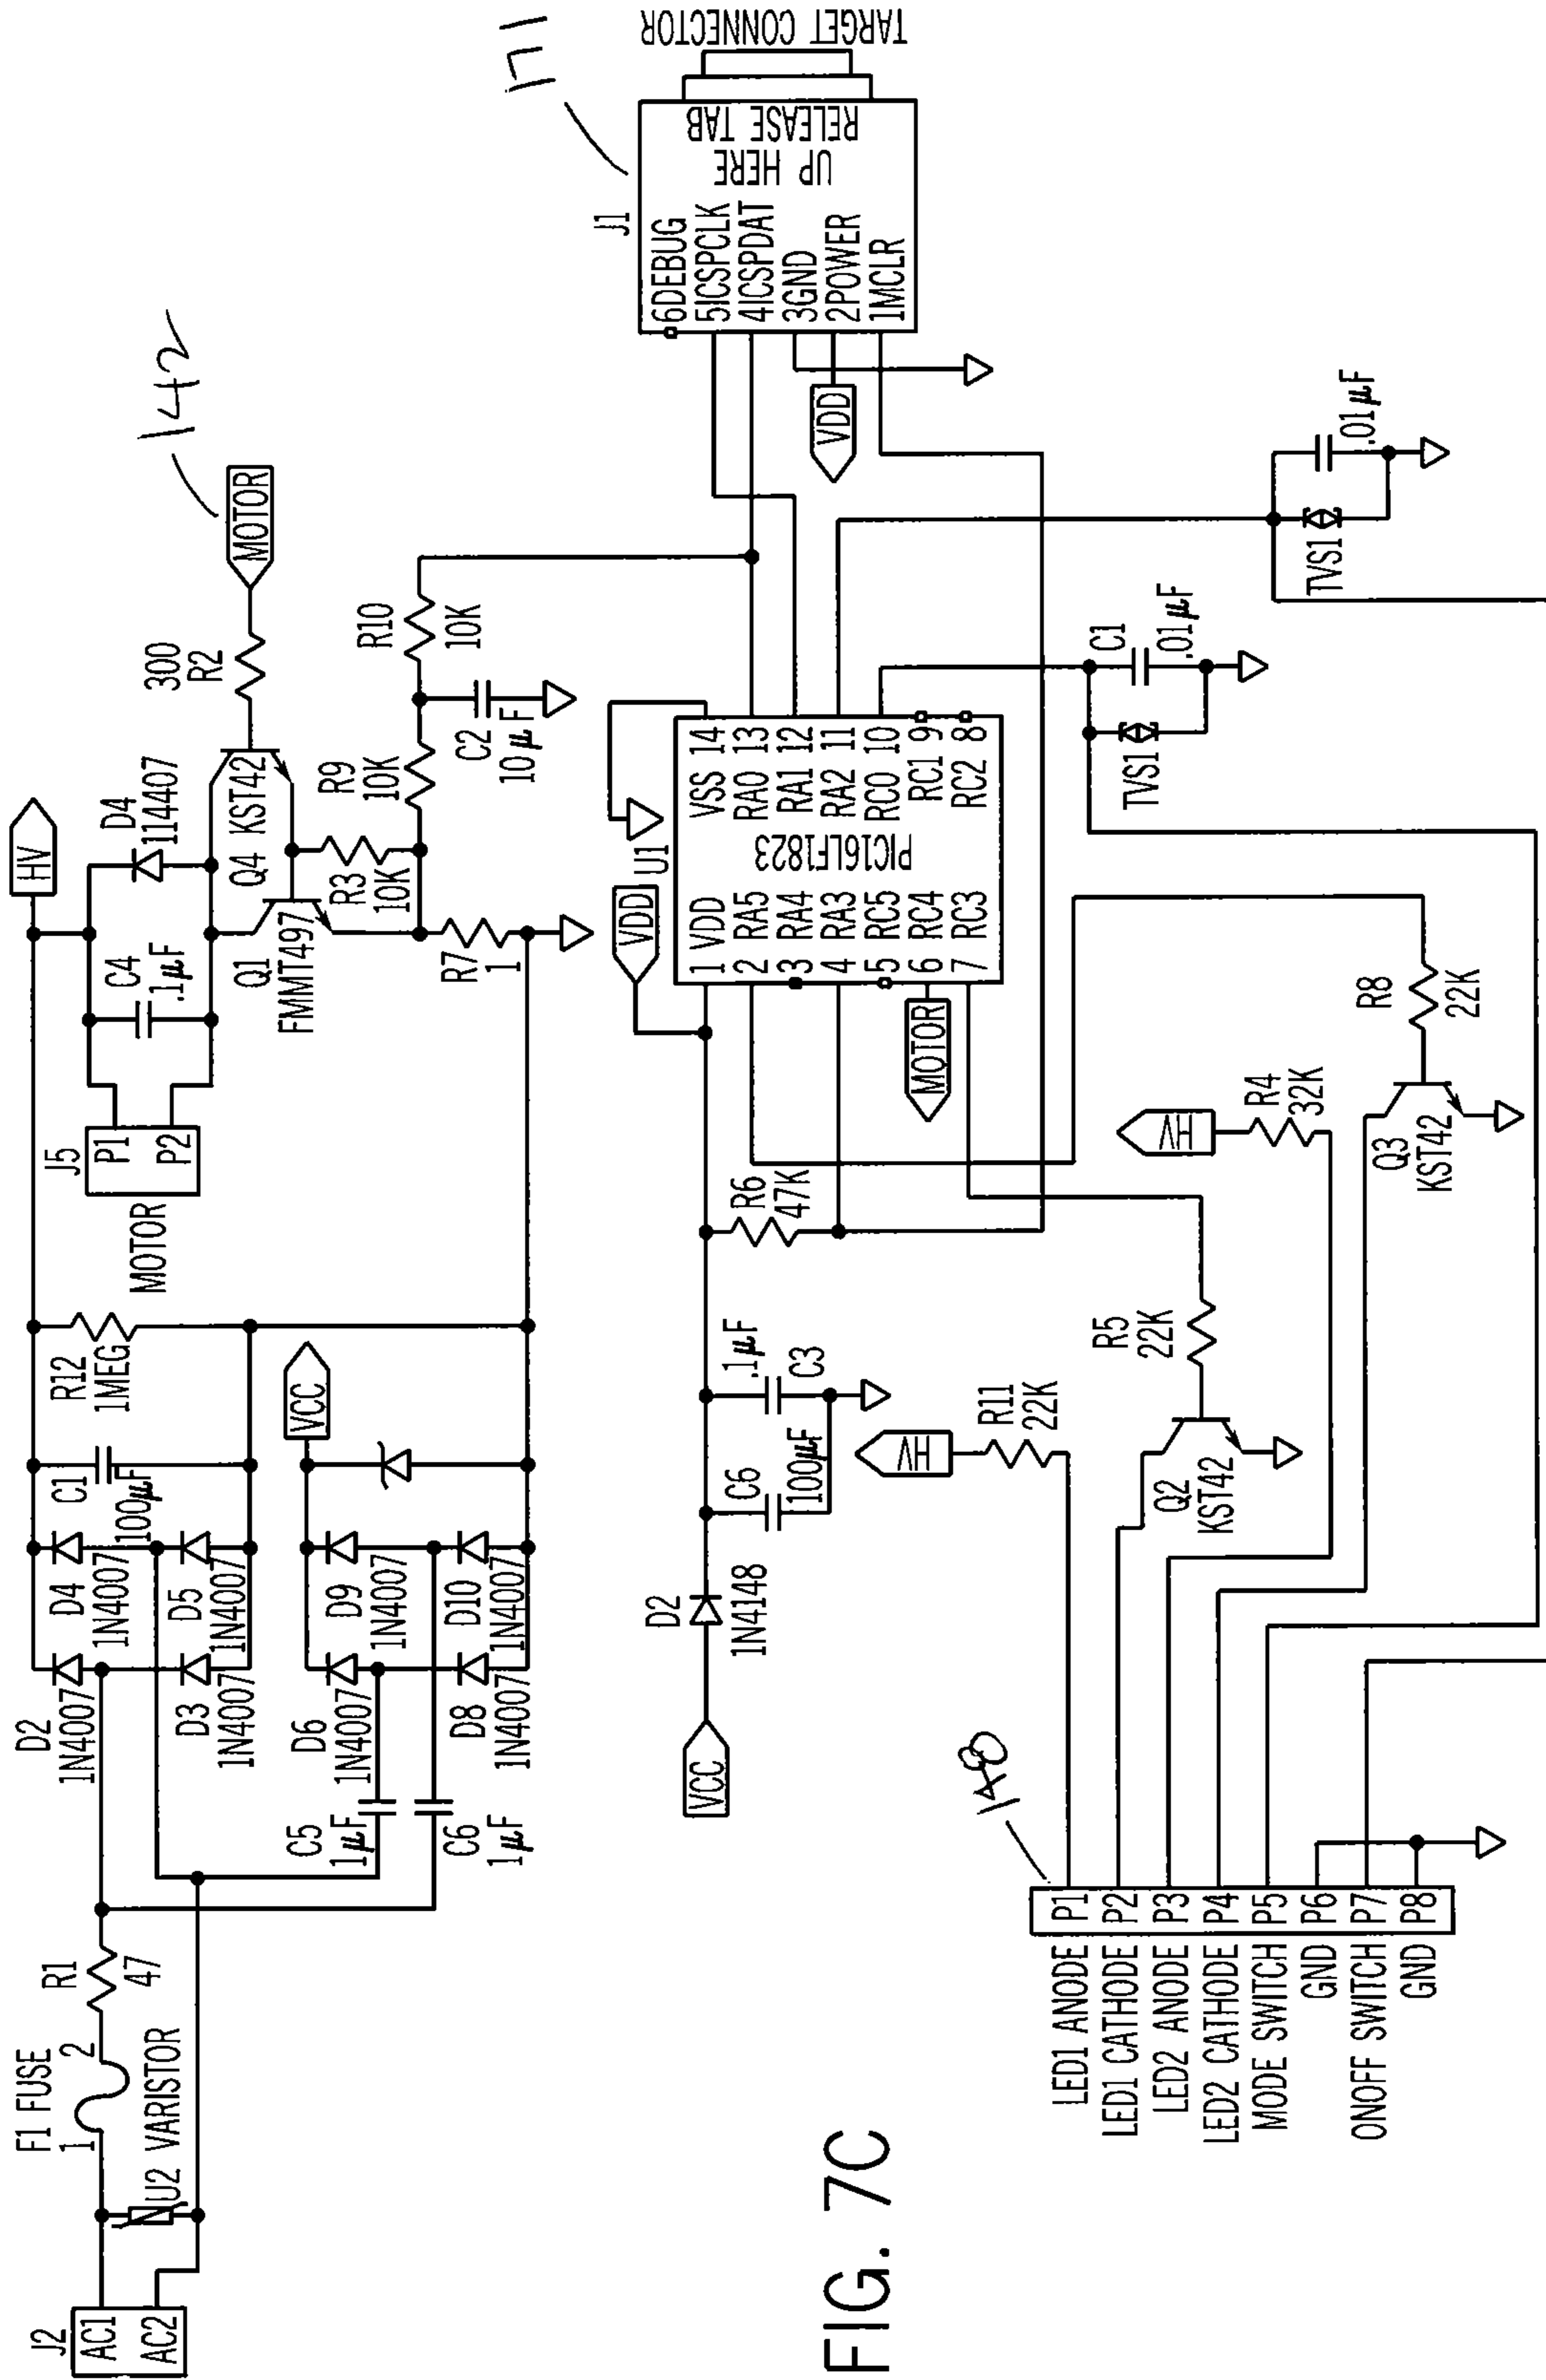 J2
AC1
AC2
F1 FUSE
1 2
U2 VARISTOR
R1
47
D2
1N4007
D4
1N4007
D3
1N4007
D5
1N4007
C1
100µF
R12
1MEG
D6
1N4007
D9
1N4007
D8
1N4007
D10
1N4007
C5
1µF
C6
1µF
VCC
HV
MOTOR
J5
P1
P2
C4
.1µF
D4
114407
Q1
FMMT497
Q4 KST42
300
R2
MOTOR
142
R3
10K
R7
1
R9
10K
R10
10K
C2
10µF
VCC
D2
1N4148
C6
100µF
.1µF
C3
R6
47K
VDD
U1
1 VDD
2 RA5
3 RA4
4 RA3
5 RC5
6 RC4
7 RC3
PIC16LF1823
VSS 14
RA0 13
RA1 12
RA2 11
RC0 10
RC1 9
RC2 8
MOTOR
J1
6DEBUG
5ICSPCLK
4ICSPDAT
3GND
2POWER
1MCLR
UP HERE
RELEASE TAB
TARGET CONNECTOR
171
VDD
HV
R11
22K
Q2
KST42
R5
22K
HV
R4
32K
Q3
KST42
R8
22K
TVS1
C1
.01µF
TVS1
.01µF
148
LED1 ANODE P1
LED1 CATHODE P2
LED2 ANODE P3
LED2 CATHODE P4
MODE SWITCH P5
GND P6
ONOFF SWITCH P7
GND P8
FIG. 7C